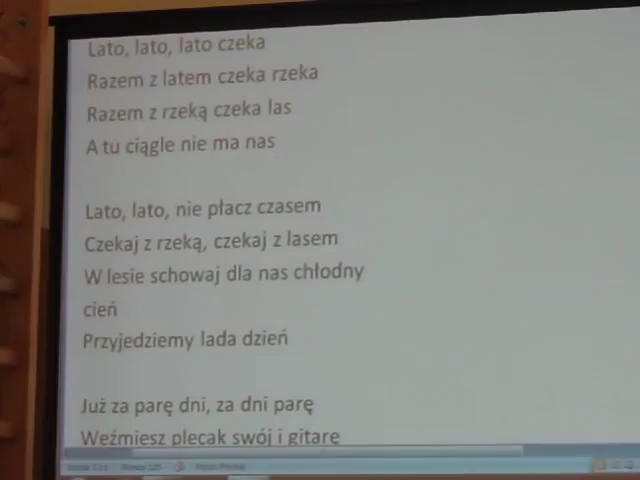 Lato, lato, lato czeka
Razem z latem czeka rzeka
Razem z rzeką czeka las
A tu ciągle nie ma nas
Lato, lato, nie płacz czasem
Czekaj z rzeką, czekaj z lasem
W lesie schowaj dla nas chłodny
cień
Przyjedziemy lada dzień
Już za parę dni, za dni parę
Weźmiesz plecak swój i gitarę